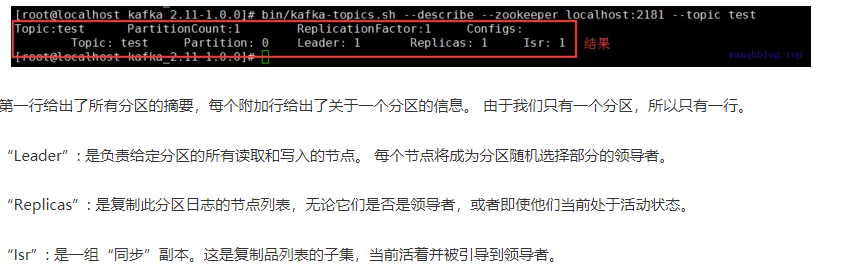 [root@localhost kafka_2.11-1.0.0]# bin/kafka-topics.sh --describe --zookeeper localhost:2181 --topic test
Topic:test PartitionCount:1 ReplicationFactor:1 Configs:
Topic: test Partition: 0 Leader: 1 Replicas: 1 Isr: 1 结果
[root@localhost kafka_2.11-1.0.0]#
wanghblog.top
第一行给出了所有分区的摘要，每个附加行给出了关于一个分区的信息。 由于我们只有一个分区，所以只有一行。
“Leader”: 是负责给定分区的所有读取和写入的节点。 每个节点将成为分区随机选择部分的领导者。
“Replicas”: 是复制此分区日志的节点列表，无论它们是否是领导者，或者即使他们当前处于活动状态。
“Isr”: 是一组“同步”副本。这是复制品列表的子集，当前活着并被引导到领导者。